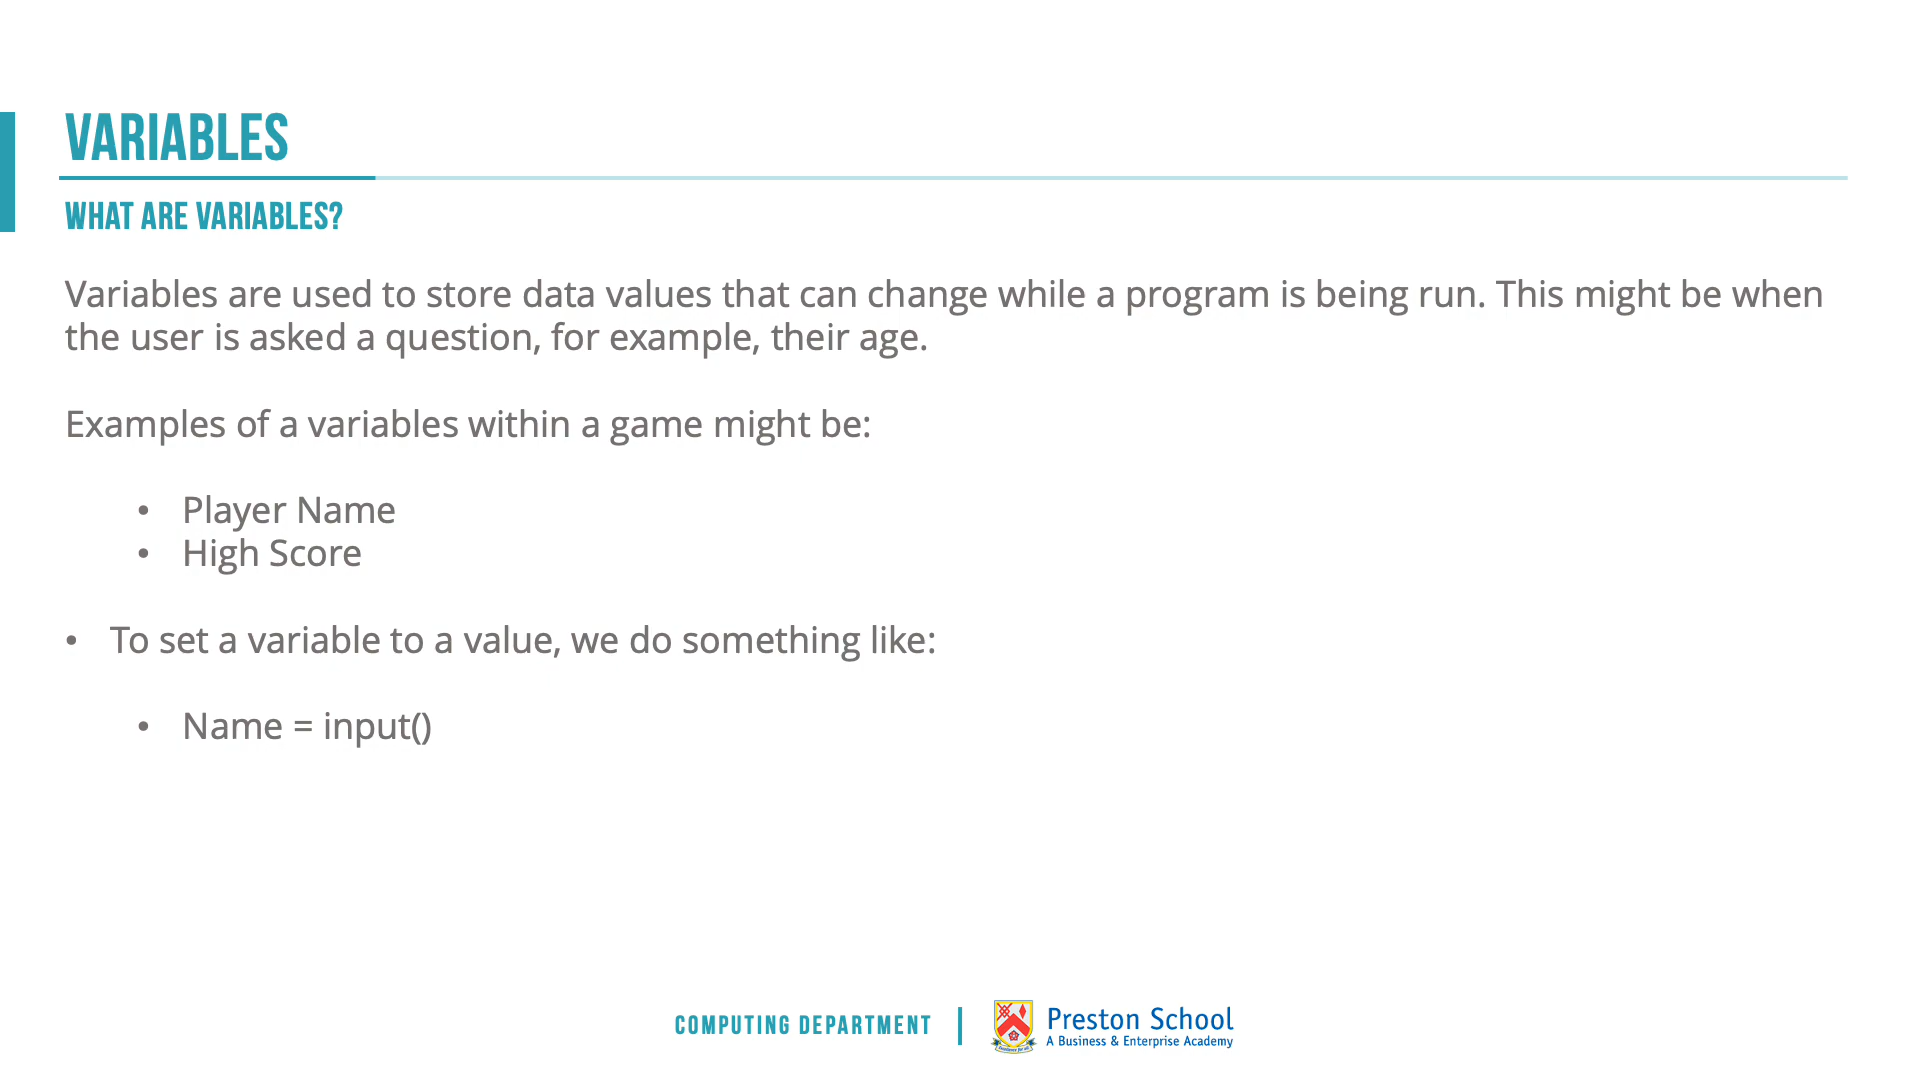 VARIABLES
WHAT ARE VARIABLES?
Variables are used to store data values that can change while a program is being run. This might be when
the user is asked a question, for example, their age.
Examples of a variables within a game might be:
• Player Name
• High Score
• To set a variable to a value, we do something like:
• Name = input()
COMPUTING DEPARTMENT
Preston School
A Business & Enterprise Academy